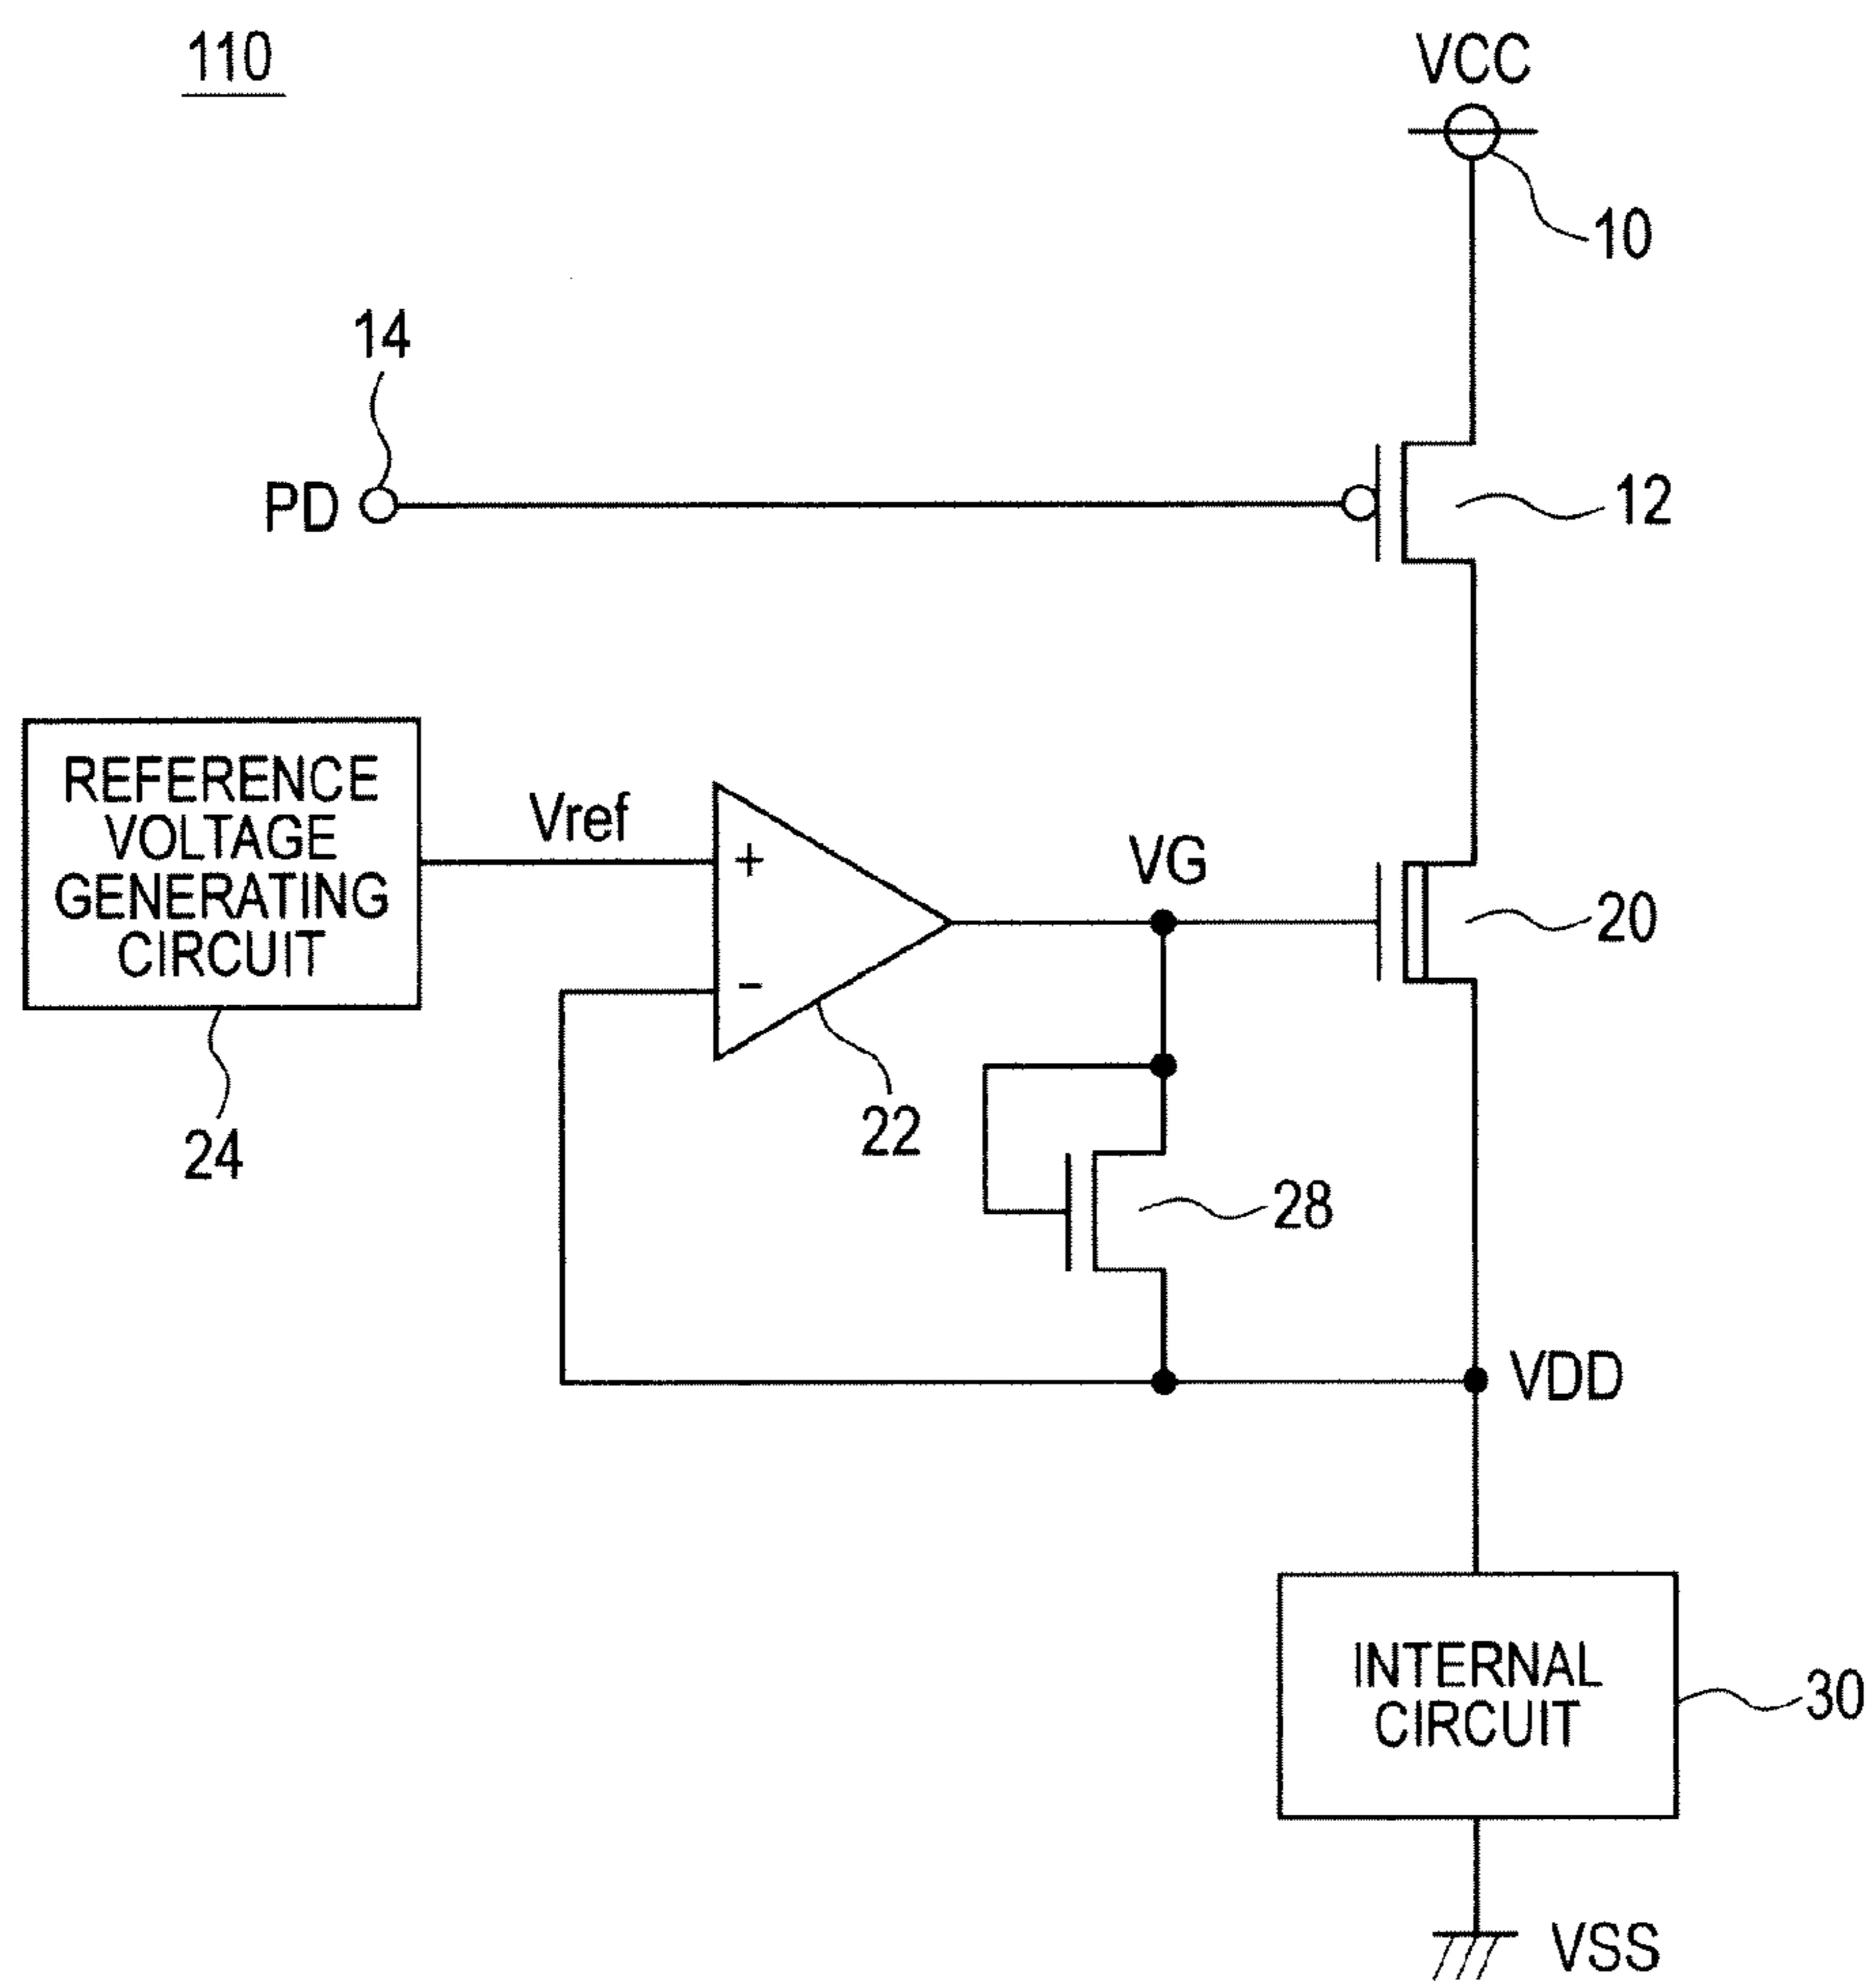 110
VCC
10
14
PD
12
REFERENCE
VOLTAGE
GENERATING
CIRCUIT
Vref
+
-
VG
20
22
24
28
VDD
INTERNAL
CIRCUIT
30
VSS